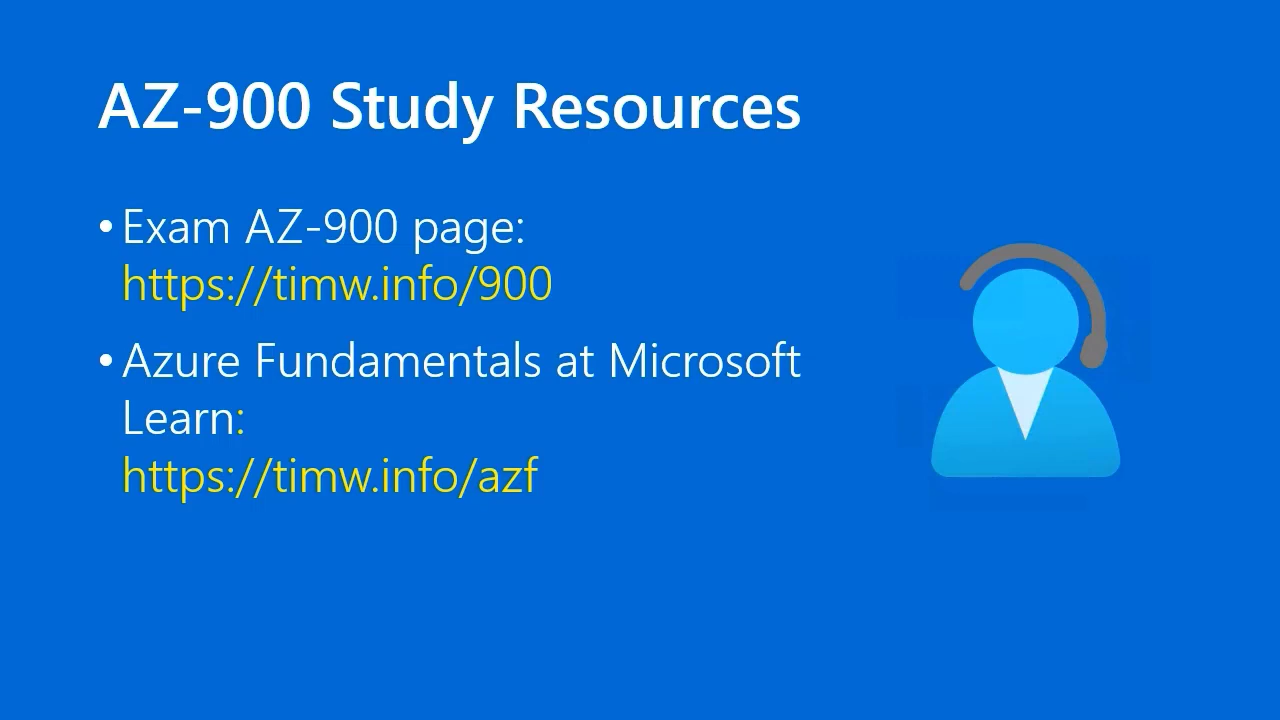 AZ-900 Study Resources
• Exam AZ-900 page:
https://timw.info/900
• Azure Fundamentals at Microsoft
Learn:
https://timw.info/azf